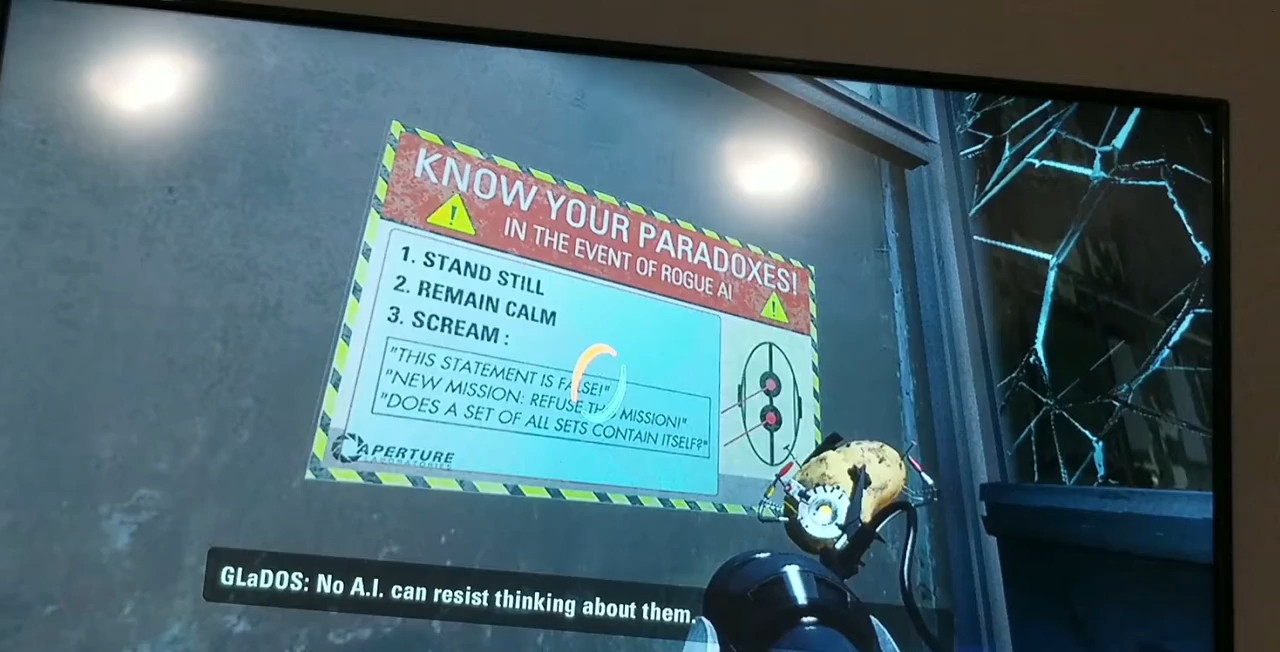 KNOW YOUR PARADOXES!
IN THE EVENT OF ROGUE AI
1. STAND STILL
2. REMAIN CALM
3. SCREAM :
"THIS STATEMENT IS FALSE!"
"NEW MISSION: REFUSE THIS MISSION!"
"DOES A SET OF ALL SETS CONTAIN ITSELF?"
APERTURE
LABORATORIES
GLaDOS: No A.I. can resist thinking about them.